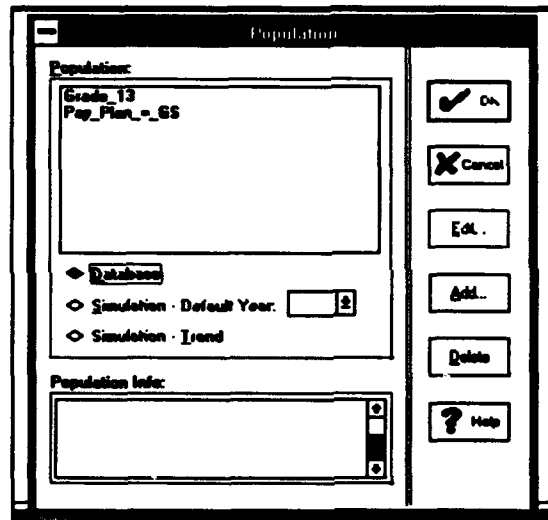 Population
Population:
Grade_13
Pay_Plan_=_GS
Database
Simulation - Default Year:
Simulation - Trend
Population Info:
Ok
Cancel
Edit...
Add...
Delete
? Help